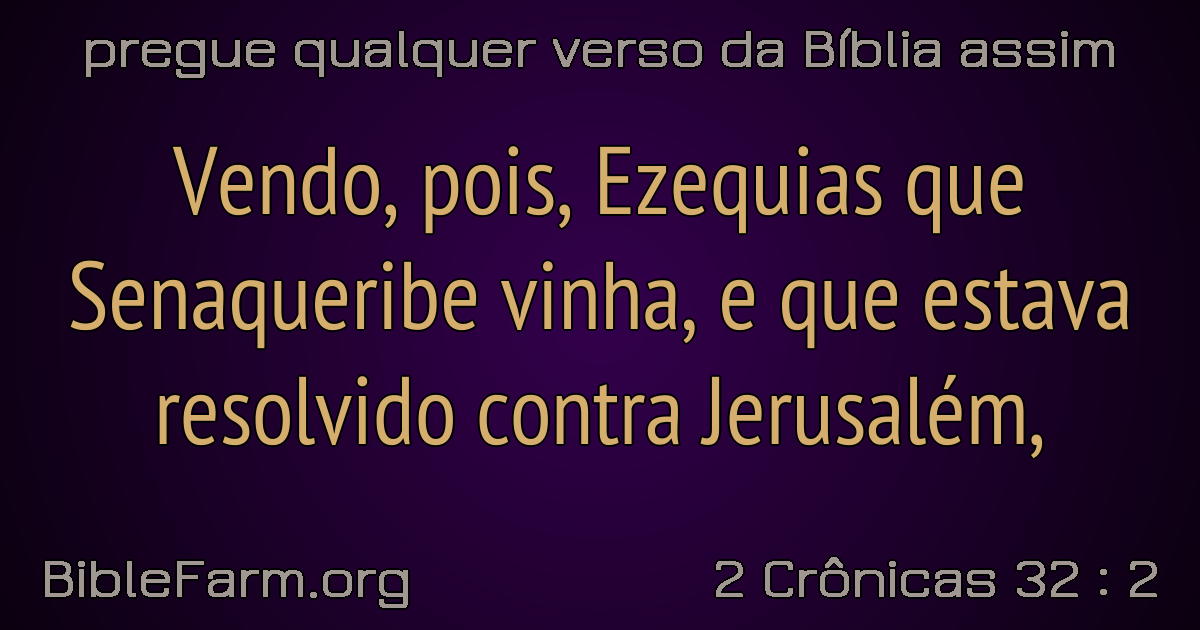 pregue qualquer verso da Bíblia assim
Vendo, pois, Ezequias que
Senaqueribe vinha, e que estava
resolvido contra Jerusalém,
BibleFarm.org
2 Crônicas 32 : 2